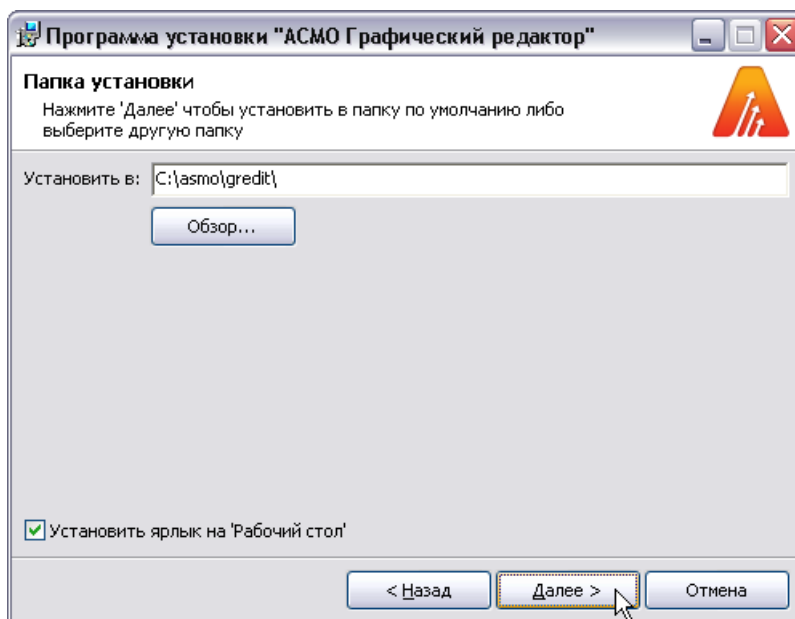 Программа установки "АСМО Графический редактор"
Папка установки
Нажмите 'Далее' чтобы установить в папку по умолчанию либо
выберите другую папку
Установить в: C:\asmo\gredit\
Обзор...
Установить ярлык на 'Рабочий стол'
< Назад Далее > Отмена